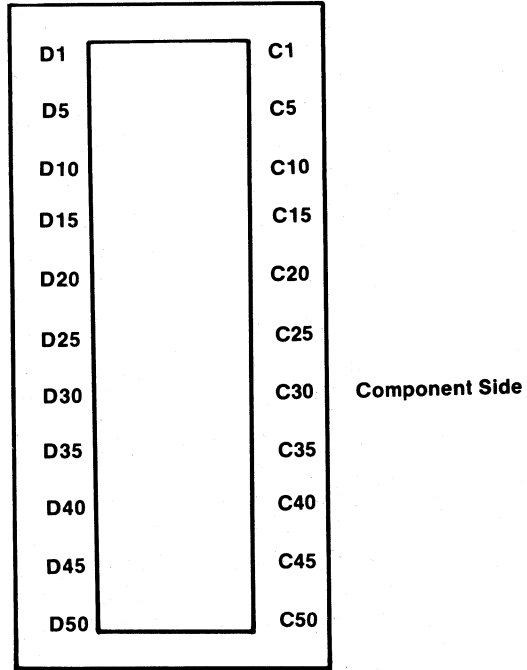 D1 C1
D5 C5
D10 C10
D15 C15
D20 C20
D25 C25
D30 C30 Component Side
D35 C35
D40 C40
D45 C45
D50 C50